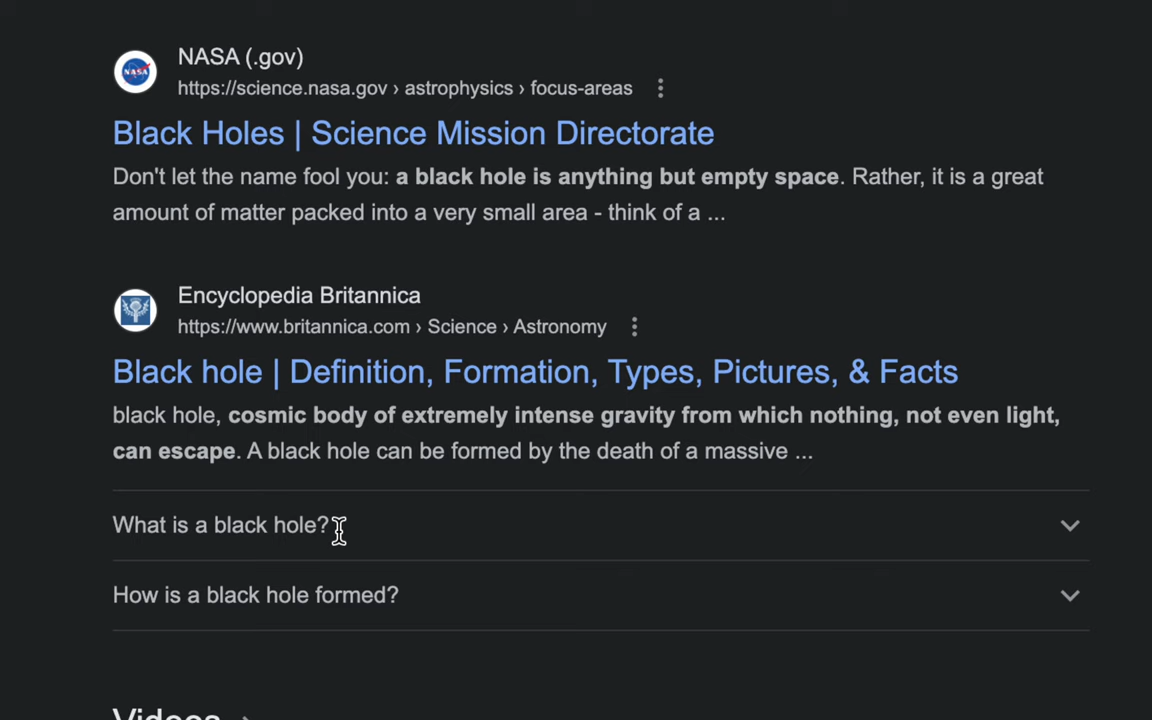 NASA (.gov)
NASA
https://science.nasa.gov › astrophysics › focus-areas
Black Holes | Science Mission Directorate
Don't let the name fool you: a black hole is anything but empty space. Rather, it is a great
amount of matter packed into a very small area - think of a ...
Encyclopedia Britannica
https://www.britannica.com › Science › Astronomy
Black hole | Definition, Formation, Types, Pictures, & Facts
black hole, cosmic body of extremely intense gravity from which nothing, not even light,
can escape. A black hole can be formed by the death of a massive ...
What is a black hole?
How is a black hole formed?
Videos